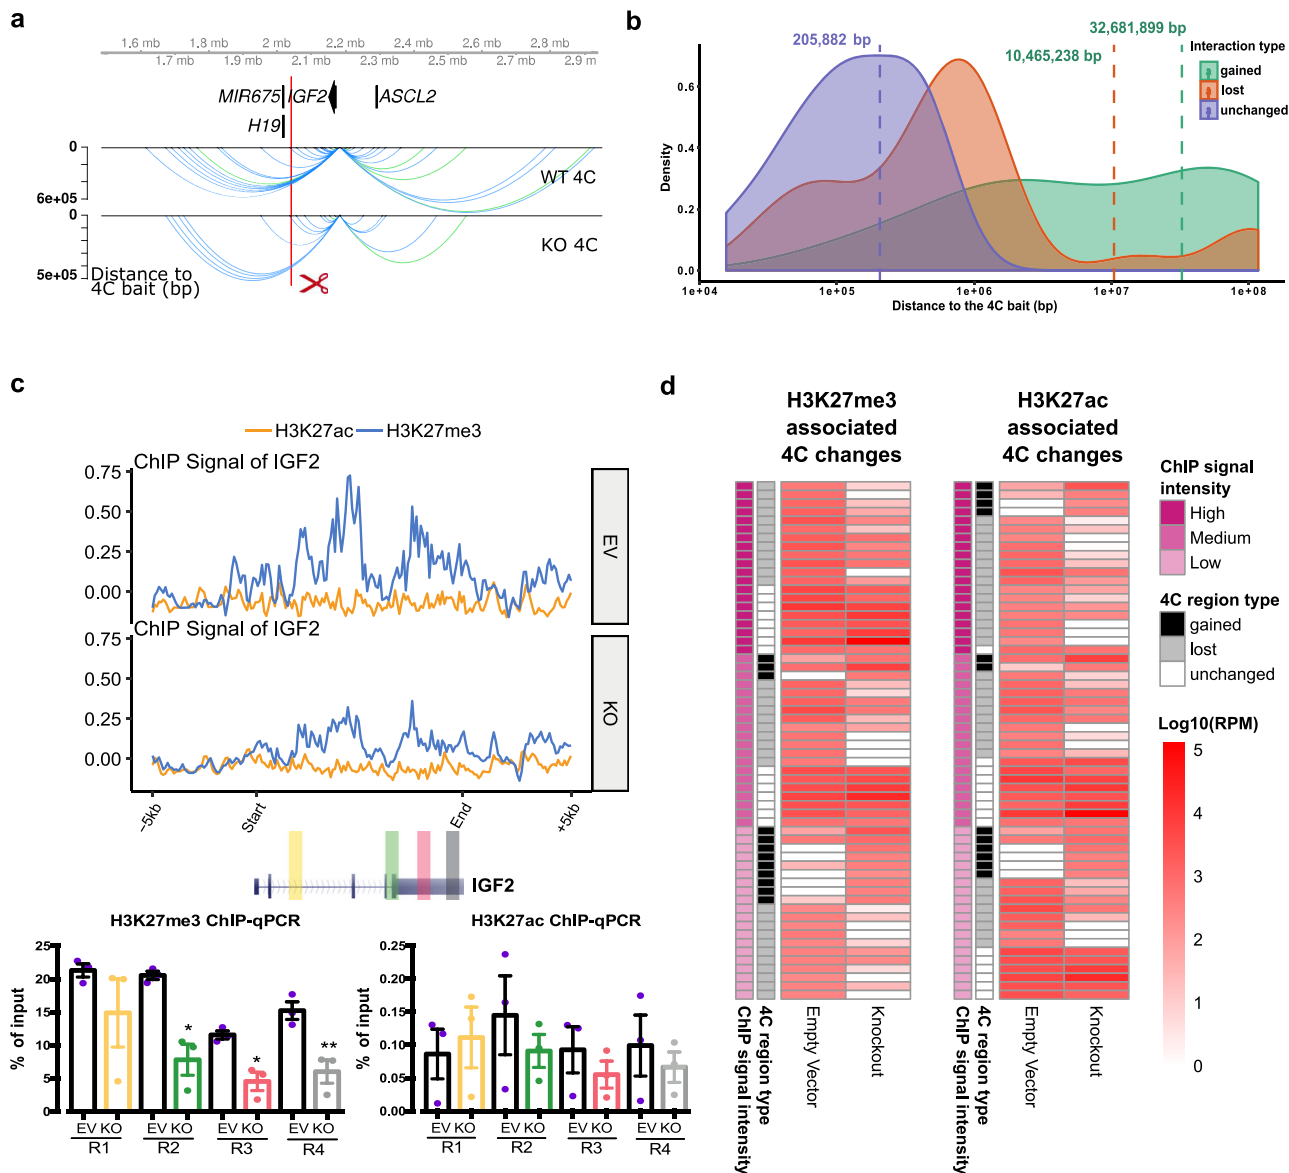 a
1.6 mb 1.8 mb 2 mb 2.2 mb 2.4 mb 2.6 mb 2.8 mb
1.7 mb 1.9 mb 2.1 mb 2.3 mb 2.5 mb 2.7 mb 2.9 m
MIR675 IGF2 ASCL2
H19
0
WT 4C
6e+05
0
KO 4C
5e+05
Distance to
4C bait (bp)
b
32,681,899 bp
205,882 bp
10,465,238 bp
Interaction type
gained
lost
unchanged
Density
0.6
0.4
0.2
0.0
1e+04 1e+05 1e+06 1e+07 1e+08
Distance to the 4C bait (bp)
c
H3K27ac H3K27me3
ChIP Signal of IGF2
0.75
0.50
0.25
0.00
EV
ChIP Signal of IGF2
0.75
0.50
0.25
0.00
KO
−5kb Start End +5kb
IGF2
H3K27me3 ChIP-qPCR
% of input
25
20
15
10
5
0
* * **
EV KO EV KO EV KO EV KO
R1 R2 R3 R4
H3K27ac ChIP-qPCR
% of input
0.25
0.20
0.15
0.10
0.05
0.00
EV KO EV KO EV KO EV KO
R1 R2 R3 R4
d
H3K27me3
associated
4C changes
H3K27ac
associated
4C changes
ChIP signal intensity
4C region type
Empty Vector
Knockout
ChIP signal intensity
4C region type
Empty Vector
Knockout
ChIP signal
intensity
High
Medium
Low
4C region type
gained
lost
unchanged
Log10(RPM)
5
4
3
2
1
0